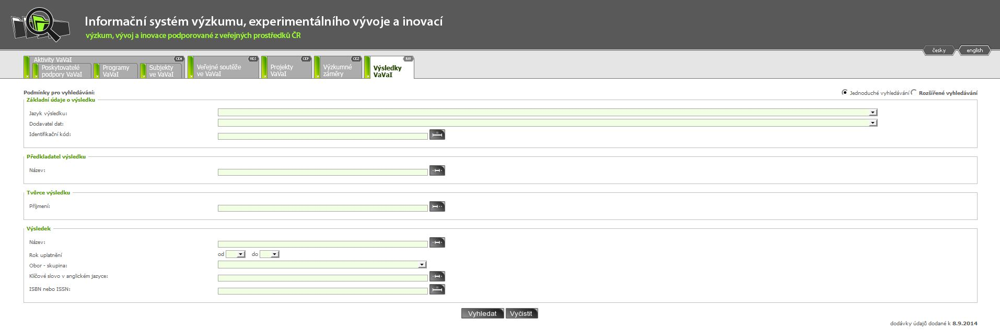 Informační systém výzkumu, experimentálního vývoje a inovací
výzkum, vývoj a inovace podporované z veřejných prostředků ČR
česky
english
Aktivity VaVaI
CEA
Poskytovatelé
podpory VaVaI
Programy
VaVaI
Subjekty
ve VaVaI
Veřejné soutěže
ve VaVaI
VES
Projekty
VaVaI
CEP
Výzkumné
záměry
CEZ
Výsledky
VaVaI
RIV
Podmínky pro vyhledávání:
Jednoduché vyhledávání Rozšířené vyhledávání
Základní údaje o výsledku
Jazyk výsledku:
Dodavatel dat:
Identifikační kód:
Předkladatel výsledku
Název:
Tvůrce výsledku
Příjmení:
Výsledek
Název:
Rok uplatnění od do
Obor - skupina:
Klíčové slovo v anglickém jazyce:
ISBN nebo ISSN:
Vyhledat Vyčistit
dodávky údajů dodané k 8.9.2014